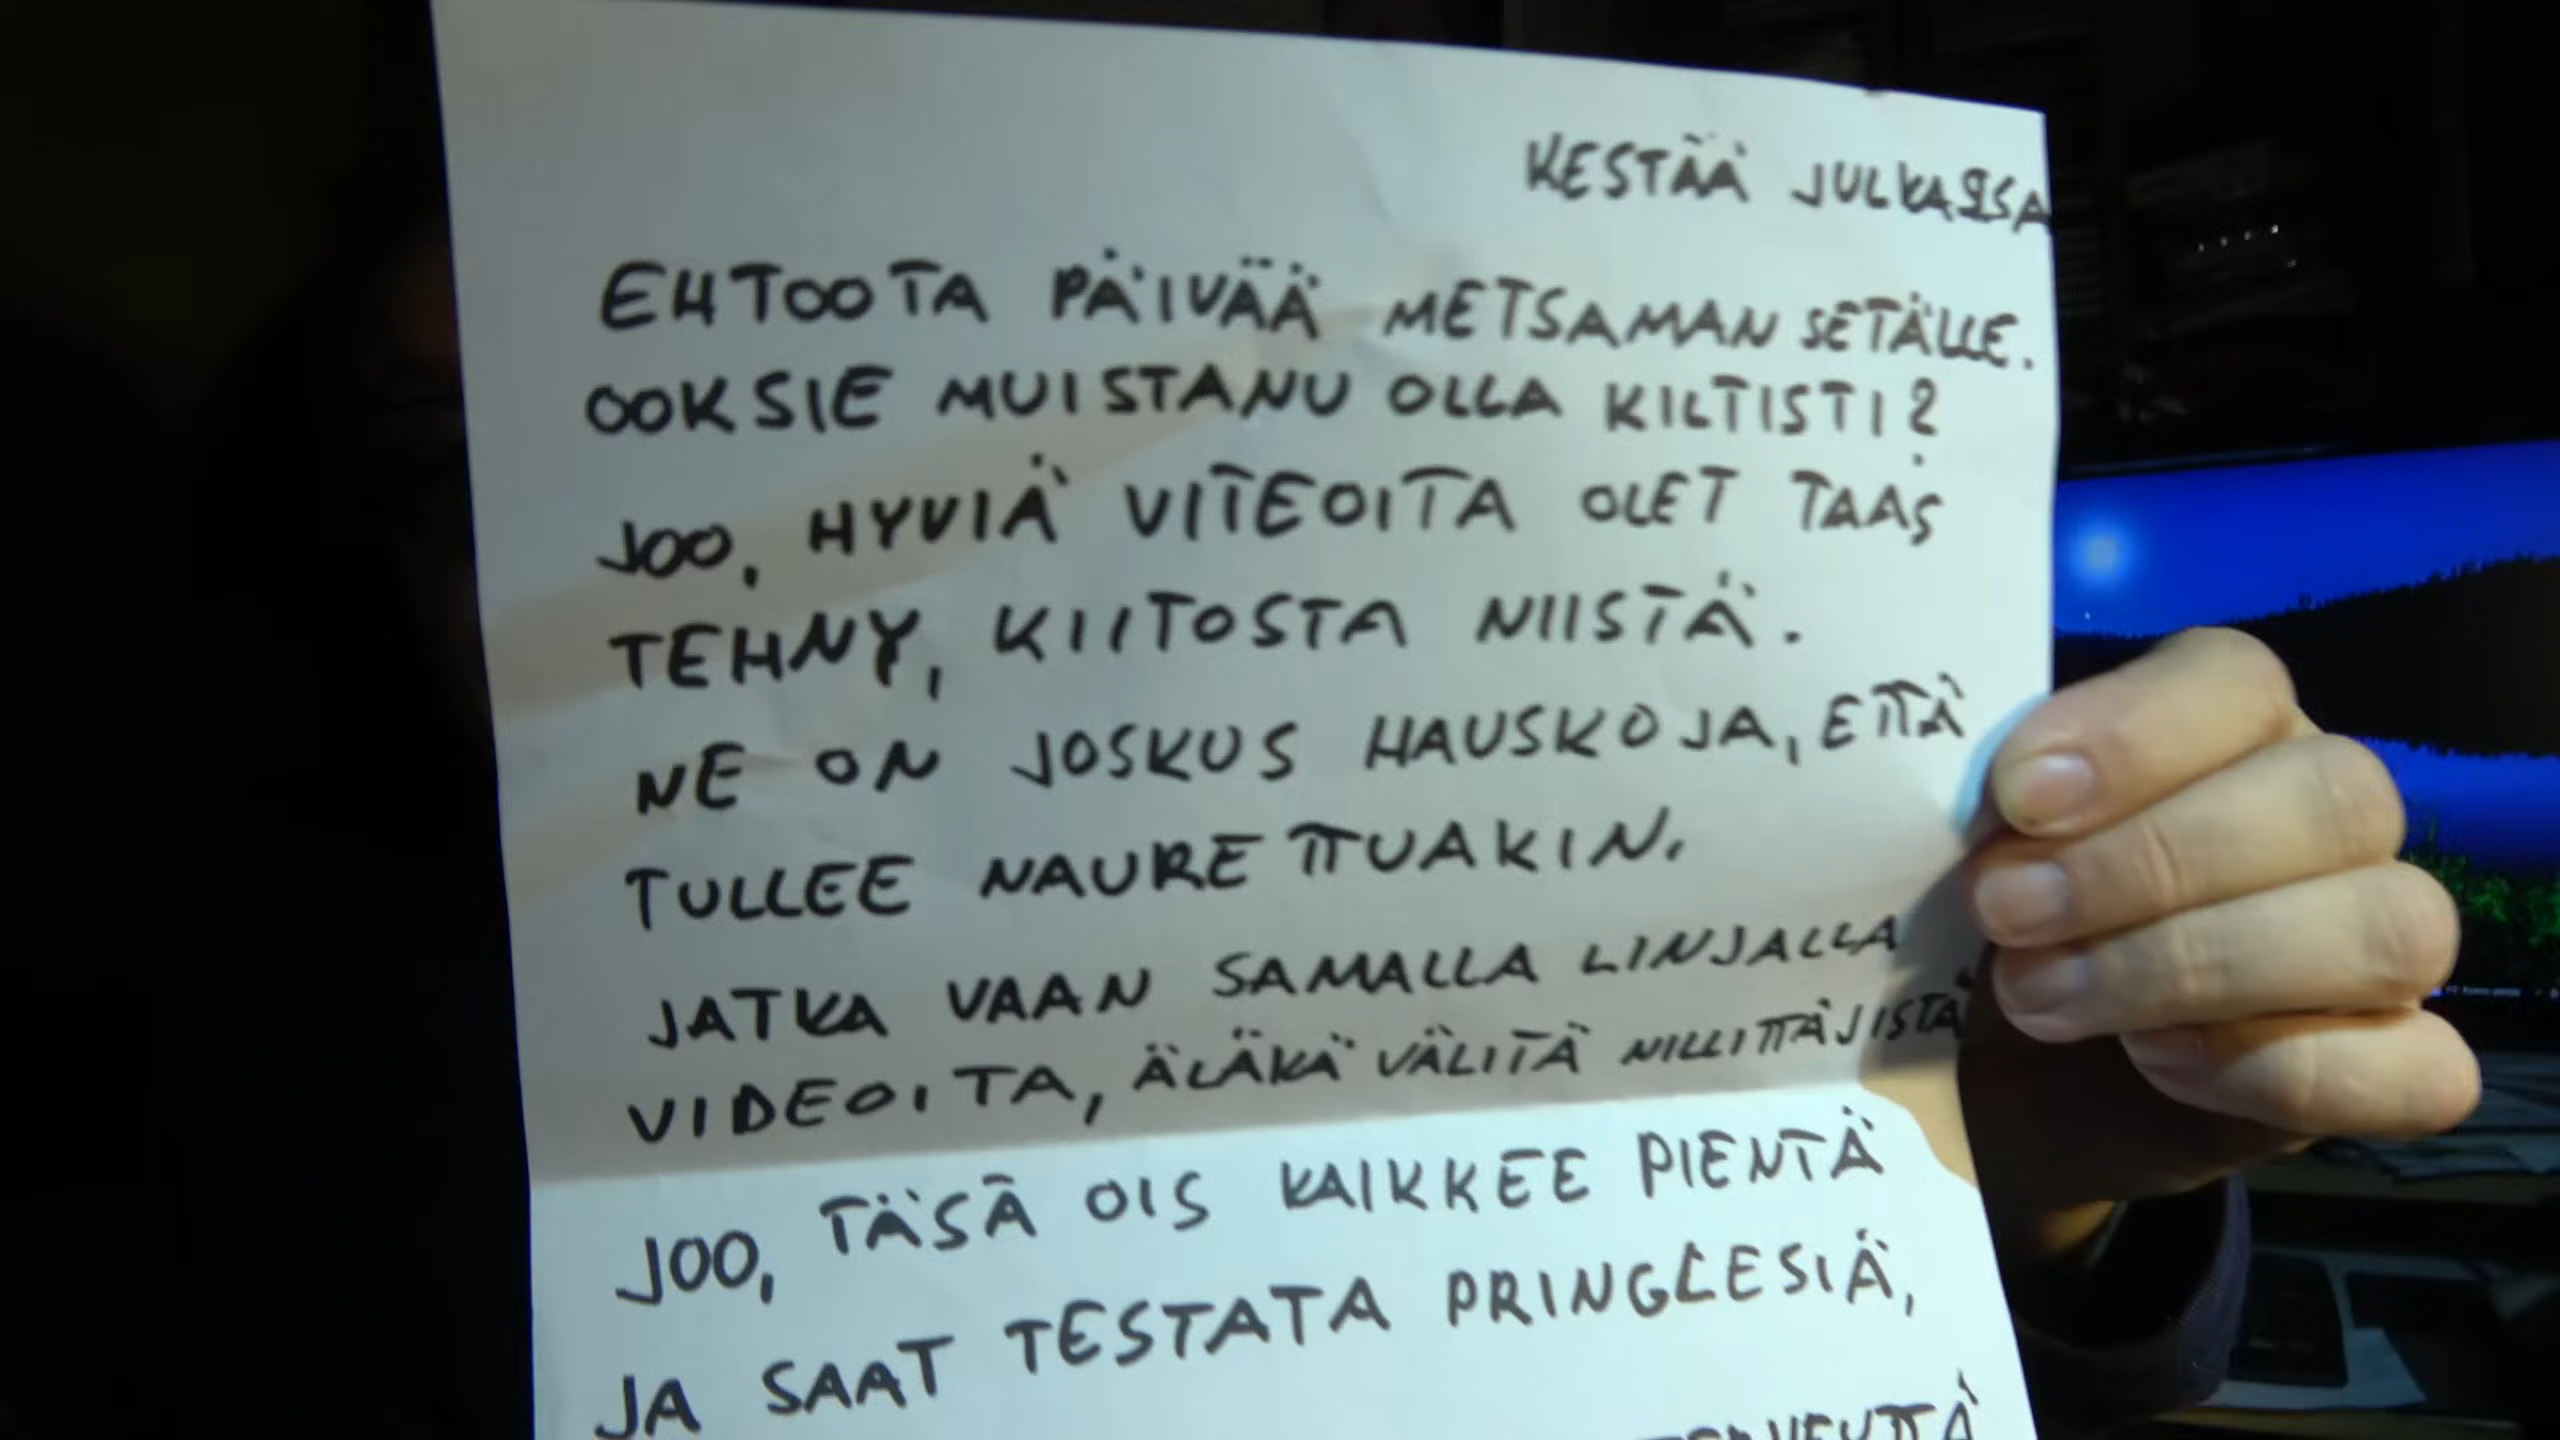 KESTÄÄ JULKAISSA
EHTOOTA PÄIVÄÄ METSAMAN SETÄLLE.
OOKSIE MUISTANU OLLA KILTISTI?
JOO, HYVIÄ VITEOITA OLET TAAS
TEHNY, KIITOSTA NIISTÄ.
NE ON JOSKUS HAUSKOJA, ETTÄ
TULLEE NAURETTUAKIN.
JATKA VAAN SAMALLA LINJALLA
VIDEOITA, ÄLÄKÄ VÄLITÄ NILLITTÄJISTÄ
JOO, TÄSÄ OIS KAIKKEE PIENTÄ
JA SAAT TESTATA PRINGLESIÄ,